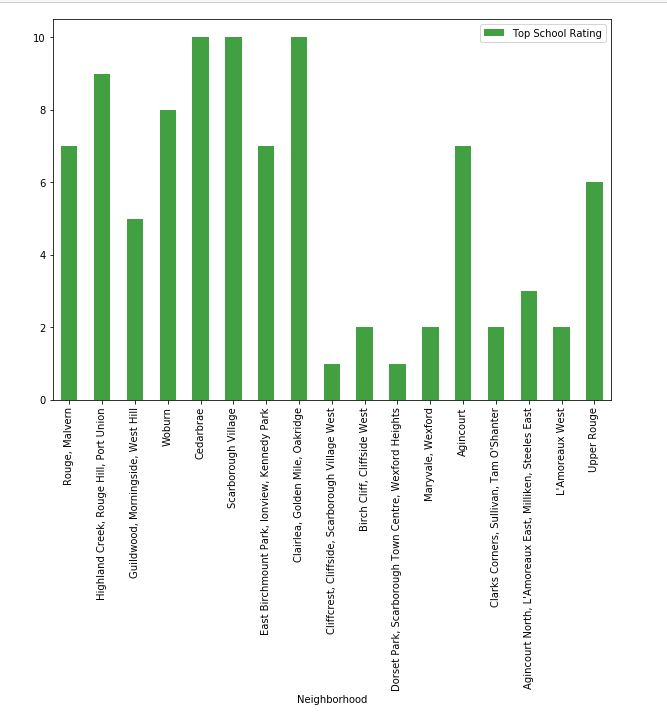 10
8
6
4
2
0
Top School Rating
Rouge, Malvern
Highland Creek, Rouge Hill, Port Union
Guildwood, Morningside, West Hill
Woburn
Cedarbrae
Scarborough Village
East Birchmount Park, Ionview, Kennedy Park
Clairlea, Golden Mile, Oakridge
Cliffcrest, Cliffside, Scarborough Village West
Birch Cliff, Cliffside West
Dorset Park, Scarborough Town Centre, Wexford Heights
Maryvale, Wexford
Agincourt
Clarks Corners, Sullivan, Tam O'Shanter
Agincourt North, L'Amoreaux East, Milliken, Steeles East
L'Amoreaux West
Upper Rouge
Neighborhood